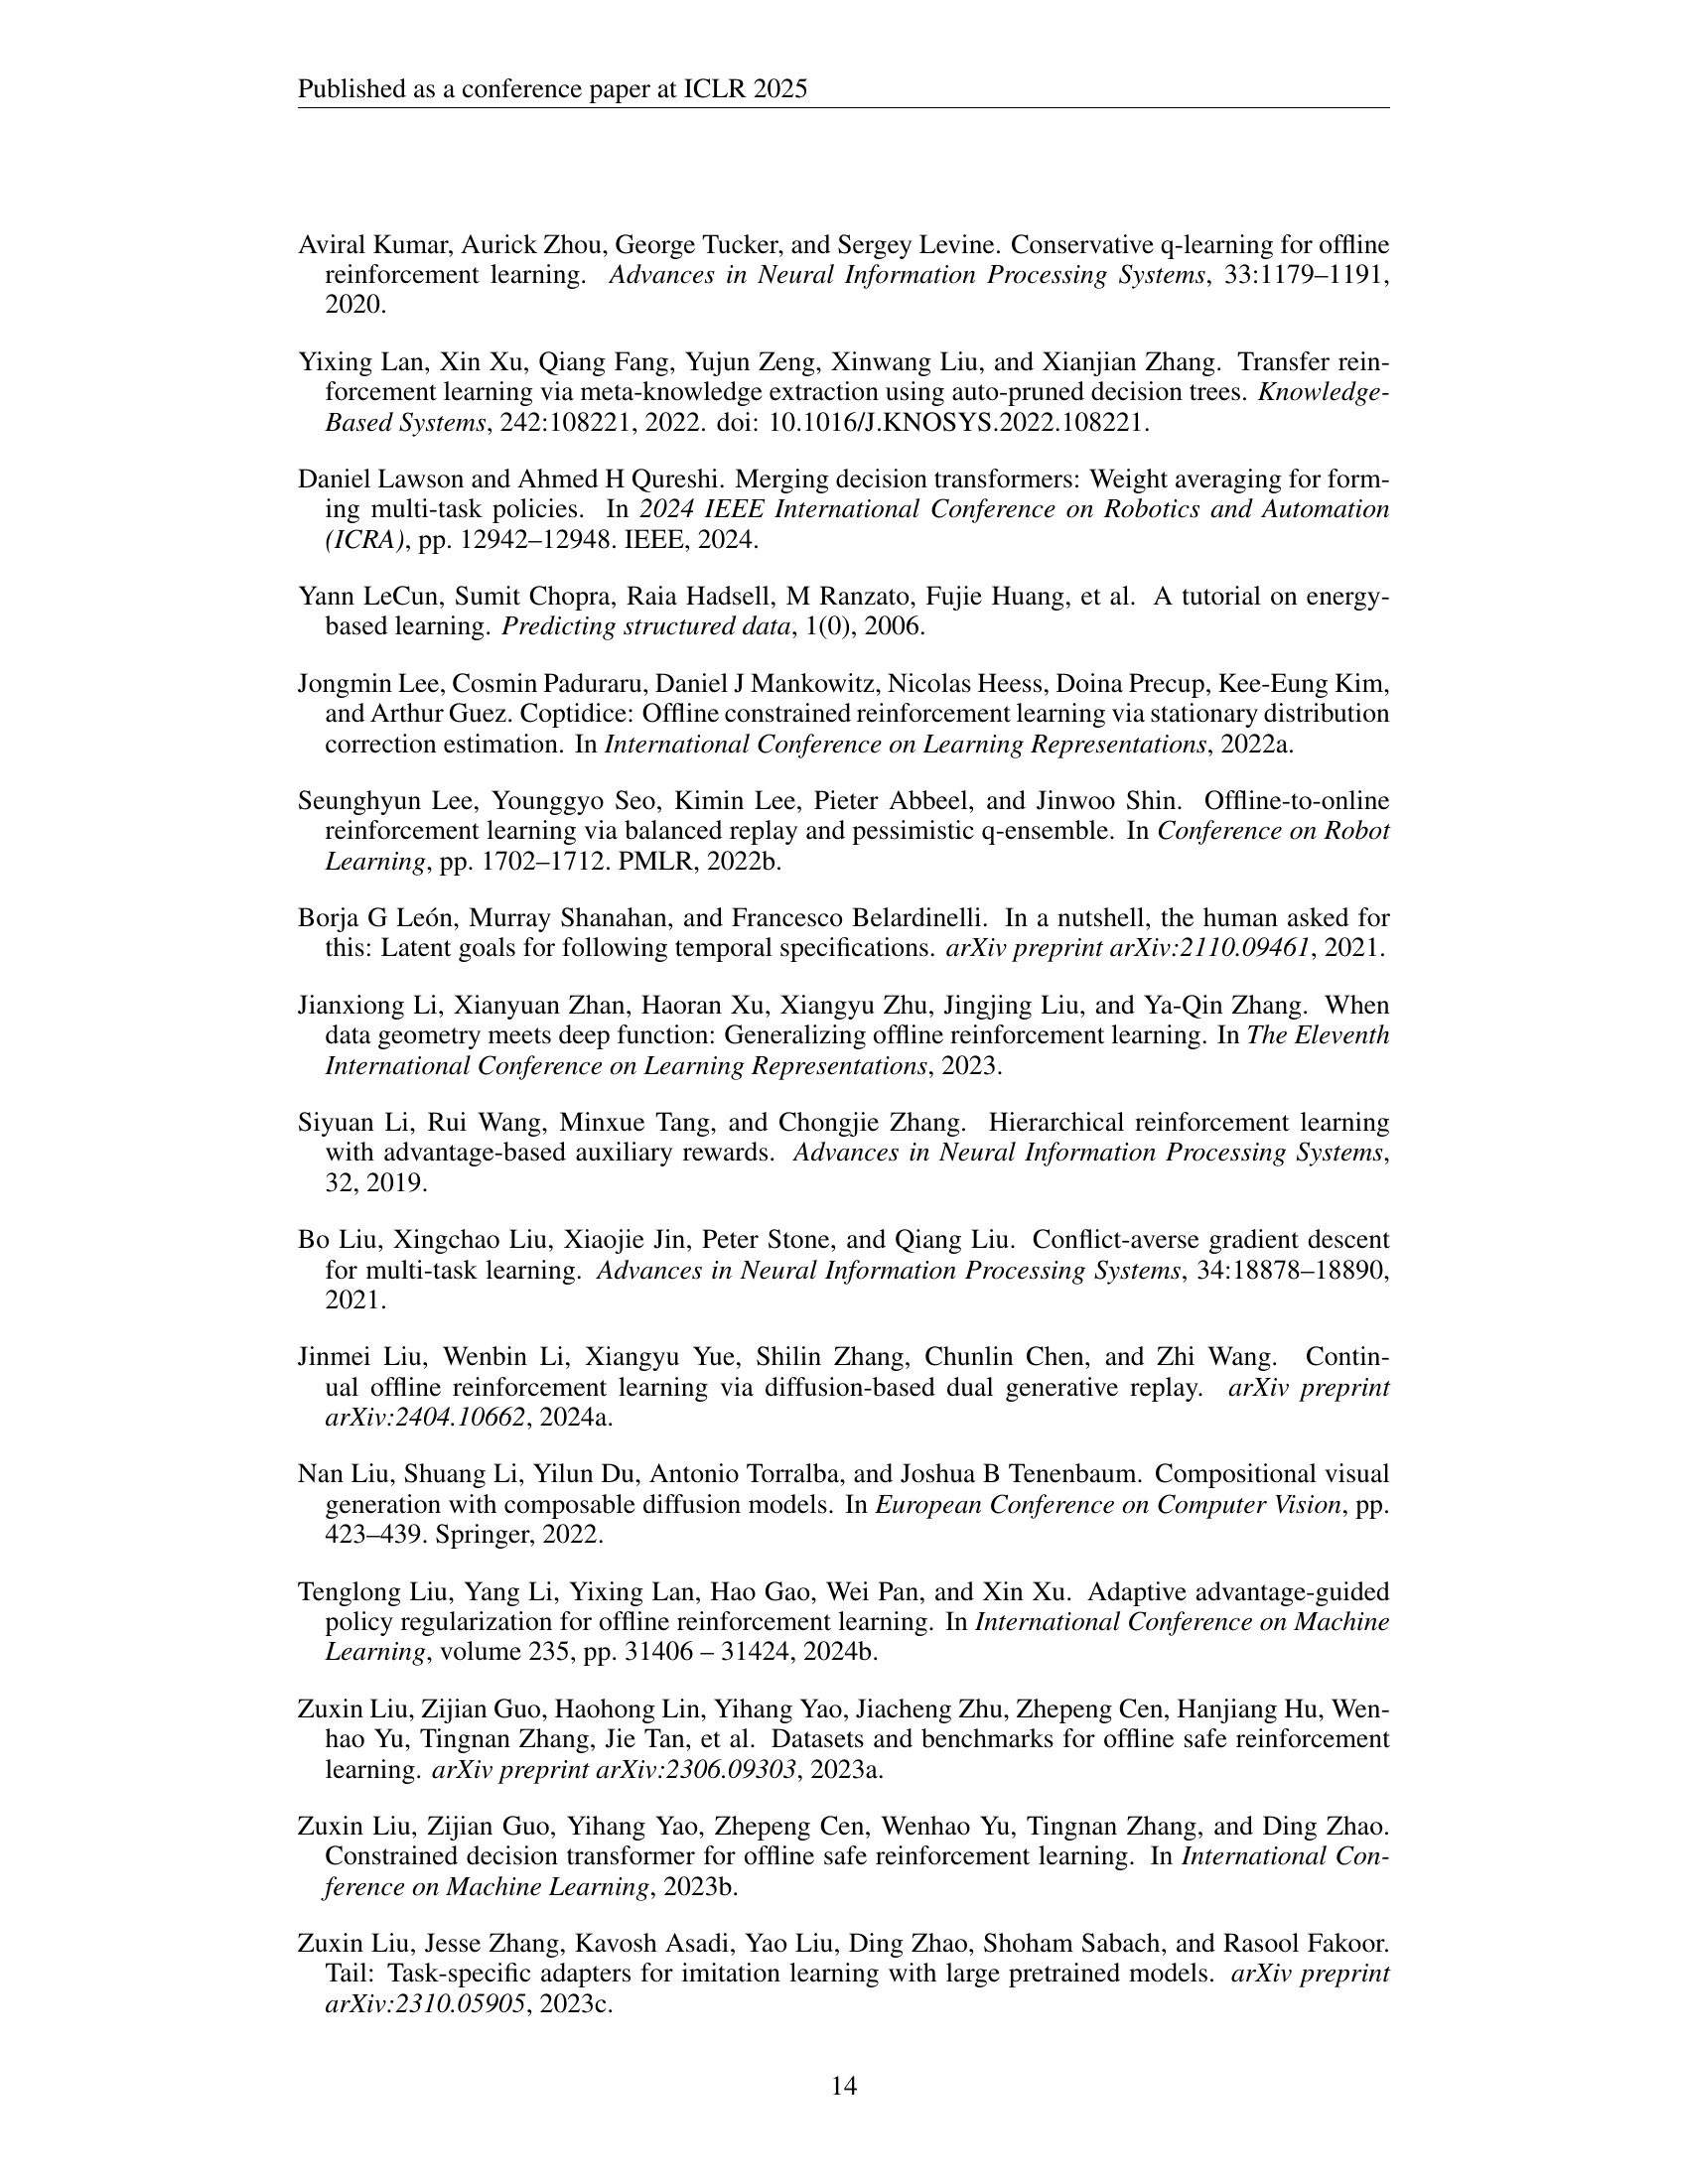 Published as a conference paper at ICLR 2025
Aviral Kumar, Aurick Zhou, George Tucker, and Sergey Levine. Conservative q-learning for offline
reinforcement learning. Advances in Neural Information Processing Systems, 33:1179–1191,
2020.
Yixing Lan, Xin Xu, Qiang Fang, Yujun Zeng, Xinwang Liu, and Xianjian Zhang. Transfer rein-
forcement learning via meta-knowledge extraction using auto-pruned decision trees. Knowledge-
Based Systems, 242:108221, 2022. doi: 10.1016/J.KNOSYS.2022.108221.
Daniel Lawson and Ahmed H Qureshi. Merging decision transformers: Weight averaging for form-
ing multi-task policies. In 2024 IEEE International Conference on Robotics and Automation
(ICRA), pp. 12942–12948. IEEE, 2024.
Yann LeCun, Sumit Chopra, Raia Hadsell, M Ranzato, Fujie Huang, et al. A tutorial on energy-
based learning. Predicting structured data, 1(0), 2006.
Jongmin Lee, Cosmin Paduraru, Daniel J Mankowitz, Nicolas Heess, Doina Precup, Kee-Eung Kim,
and Arthur Guez. Coptidice: Offline constrained reinforcement learning via stationary distribution
correction estimation. In International Conference on Learning Representations, 2022a.
Seunghyun Lee, Younggyo Seo, Kimin Lee, Pieter Abbeel, and Jinwoo Shin. Offline-to-online
reinforcement learning via balanced replay and pessimistic q-ensemble. In Conference on Robot
Learning, pp. 1702–1712. PMLR, 2022b.
Borja G León, Murray Shanahan, and Francesco Belardinelli. In a nutshell, the human asked for
this: Latent goals for following temporal specifications. arXiv preprint arXiv:2110.09461, 2021.
Jianxiong Li, Xianyuan Zhan, Haoran Xu, Xiangyu Zhu, Jingjing Liu, and Ya-Qin Zhang. When
data geometry meets deep function: Generalizing offline reinforcement learning. In The Eleventh
International Conference on Learning Representations, 2023.
Siyuan Li, Rui Wang, Minxue Tang, and Chongjie Zhang. Hierarchical reinforcement learning
with advantage-based auxiliary rewards. Advances in Neural Information Processing Systems,
32, 2019.
Bo Liu, Xingchao Liu, Xiaojie Jin, Peter Stone, and Qiang Liu. Conflict-averse gradient descent
for multi-task learning. Advances in Neural Information Processing Systems, 34:18878–18890,
2021.
Jinmei Liu, Wenbin Li, Xiangyu Yue, Shilin Zhang, Chunlin Chen, and Zhi Wang. Contin-
ual offline reinforcement learning via diffusion-based dual generative replay. arXiv preprint
arXiv:2404.10662, 2024a.
Nan Liu, Shuang Li, Yilun Du, Antonio Torralba, and Joshua B Tenenbaum. Compositional visual
generation with composable diffusion models. In European Conference on Computer Vision, pp.
423–439. Springer, 2022.
Tenglong Liu, Yang Li, Yixing Lan, Hao Gao, Wei Pan, and Xin Xu. Adaptive advantage-guided
policy regularization for offline reinforcement learning. In International Conference on Machine
Learning, volume 235, pp. 31406 – 31424, 2024b.
Zuxin Liu, Zijian Guo, Haohong Lin, Yihang Yao, Jiacheng Zhu, Zhepeng Cen, Hanjiang Hu, Wen-
hao Yu, Tingnan Zhang, Jie Tan, et al. Datasets and benchmarks for offline safe reinforcement
learning. arXiv preprint arXiv:2306.09303, 2023a.
Zuxin Liu, Zijian Guo, Yihang Yao, Zhepeng Cen, Wenhao Yu, Tingnan Zhang, and Ding Zhao.
Constrained decision transformer for offline safe reinforcement learning. In International Con-
ference on Machine Learning, 2023b.
Zuxin Liu, Jesse Zhang, Kavosh Asadi, Yao Liu, Ding Zhao, Shoham Sabach, and Rasool Fakoor.
Tail: Task-specific adapters for imitation learning with large pretrained models. arXiv preprint
arXiv:2310.05905, 2023c.
14